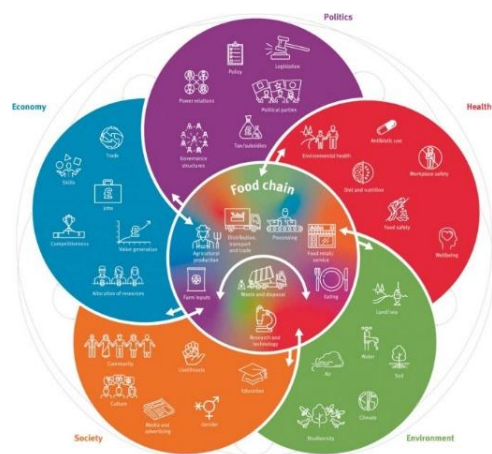 Politics
Policy
Legislation
Power relations
Political parties
Governance
structures
Tax/subsidies
Economy
Trade
Skills
Jobs
Competitiveness
Value generation
Allocation of resources
Health
Environmental health
Antibiotic use
Workplace safety
Diet and nutrition
Food safety
Wellbeing
Food chain
Agricultural
production
Distribution,
transport
and trade
Processing
Food retail/
service
Farm inputs
Waste and disposal
Eating
Research and
technology
Society
Community
Livelihoods
Culture
Education
Media and
advertising
Gender
Environment
Land use
Water
Air
Soil
Biodiversity
Climate